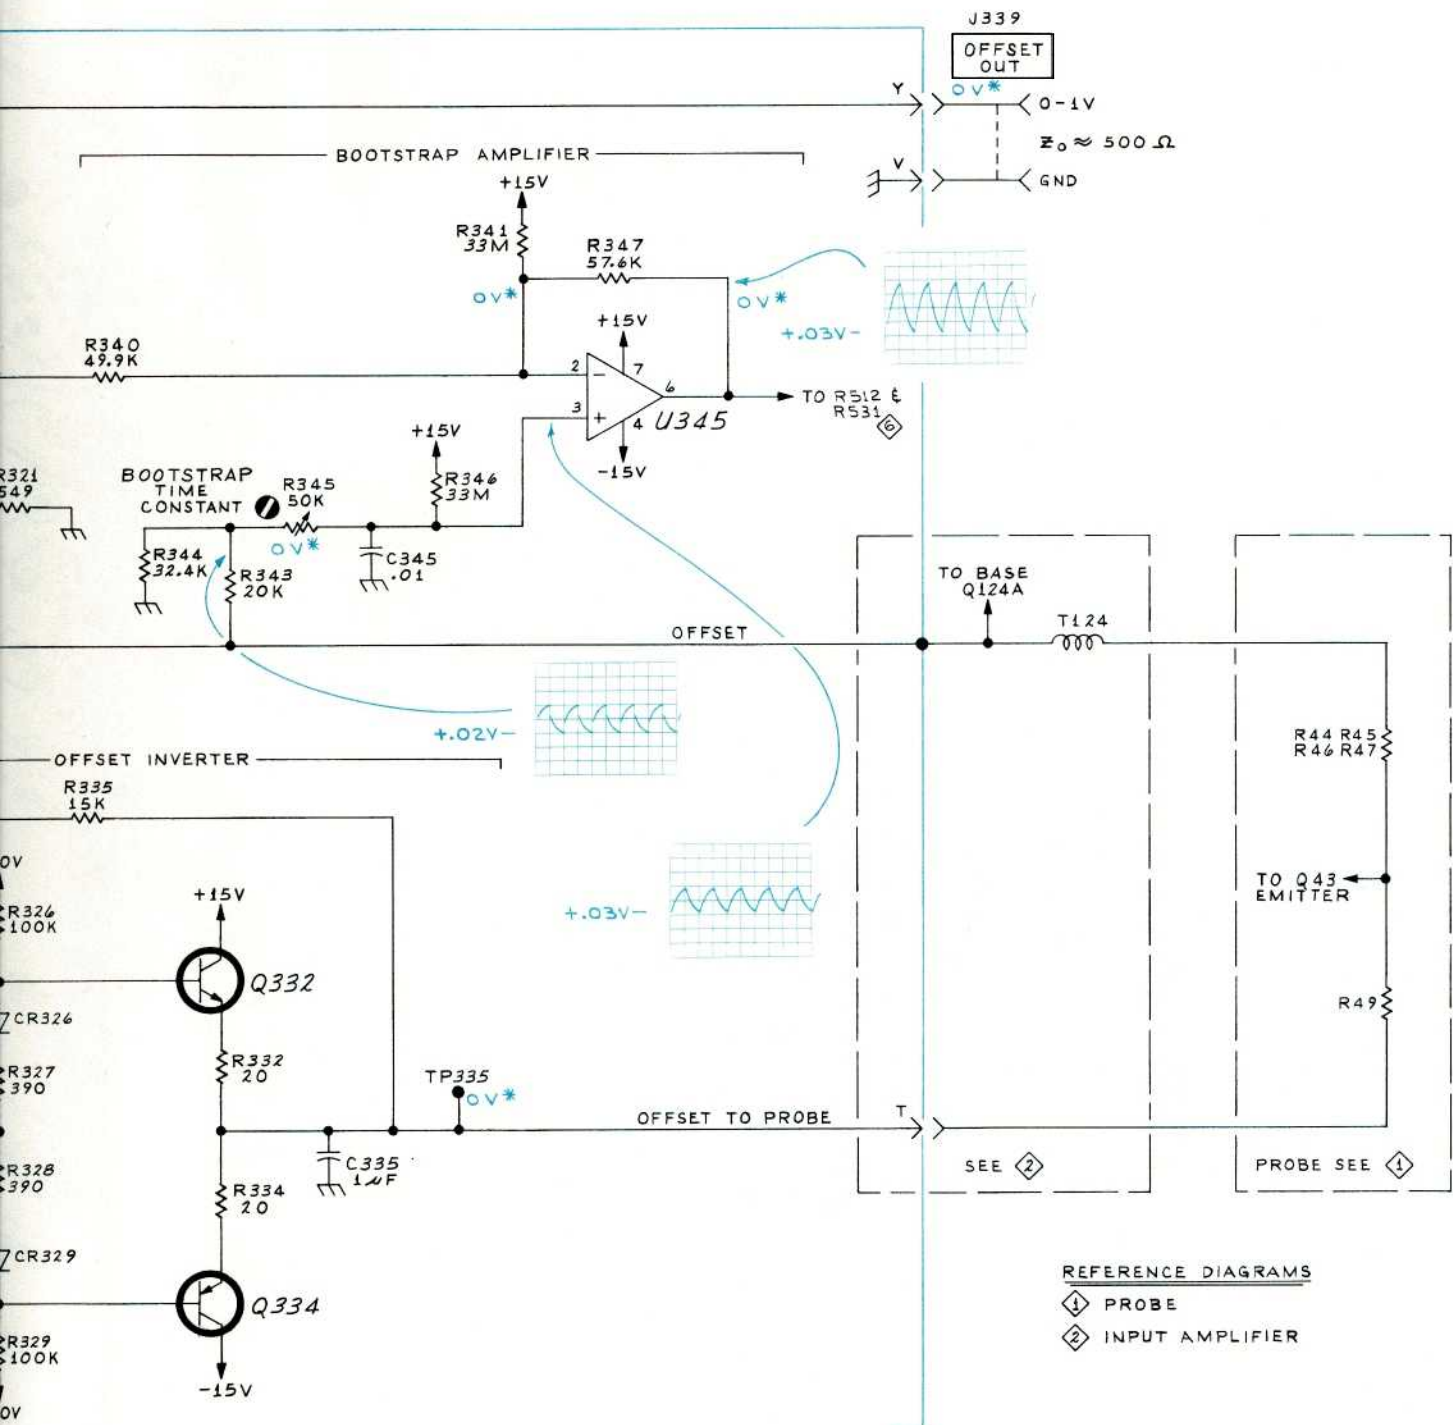 J339
OFFSET
OUT
Y
0V*
0-1V
Z₀ ≈ 500 Ω
V
GND
BOOTSTRAP AMPLIFIER
+15V
R341
33M
R347
57.6K
0V*
0V*
+.03V-
+15V
R340
49.9K
2
-
7
6
3
+
4
U345
TO R512 &
R531
6
-15V
+15V
R346
33M
R321
549
BOOTSTRAP
TIME
CONSTANT
R345
50K
0V*
R344
32.4K
R343
20K
C345
.01
TO BASE
Q124A
T124
OFFSET
+.02V-
R44 R45
R46 R47
OFFSET INVERTER
R335
15K
0V
+15V
R326
100K
Q332
+.03V-
TO Q43
EMITTER
CR326
R327
390
R332
20
TP335
0V*
R49
OFFSET TO PROBE
T
R328
390
R334
20
C335
1µF
SEE 2
PROBE SEE 1
CR329
Q334
R329
100K
-15V
0V
REFERENCE DIAGRAMS
1 PROBE
2 INPUT AMPLIFIER